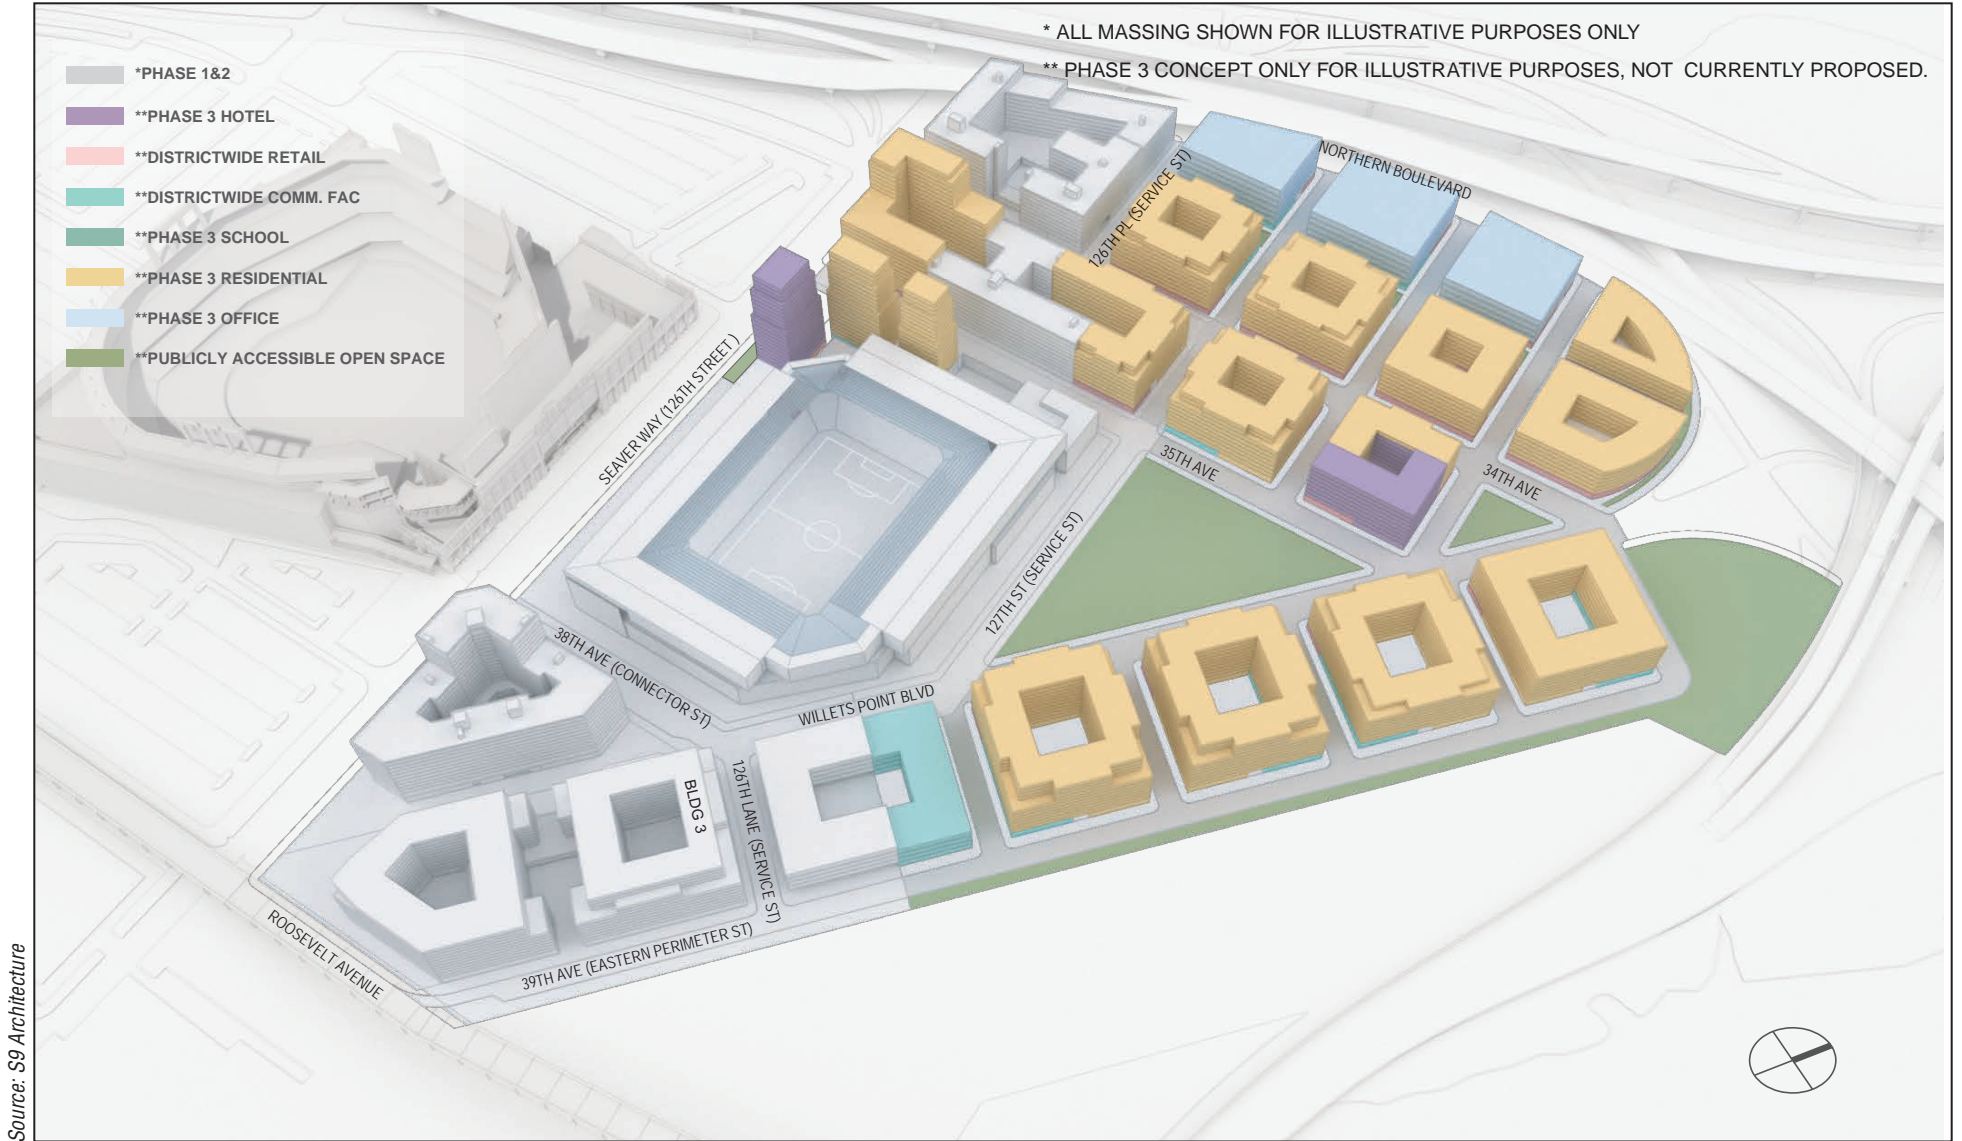 * ALL MASSING SHOWN FOR ILLUSTRATIVE PURPOSES ONLY
** PHASE 3 CONCEPT ONLY FOR ILLUSTRATIVE PURPOSES, NOT CURRENTLY PROPOSED.
*PHASE 1&2
**PHASE 3 HOTEL
**DISTRICTWIDE RETAIL
**DISTRICTWIDE COMM. FAC
**PHASE 3 SCHOOL
**PHASE 3 RESIDENTIAL
**PHASE 3 OFFICE
**PUBLICLY ACCESSIBLE OPEN SPACE
NORTHERN BOULEVARD
126TH PL (SERVICE ST)
SEAVER WAY (126TH STREET )
35TH AVE
34TH AVE
127TH ST (SERVICE ST)
38TH AVE (CONNECTOR ST)
WILLETS POINT BLVD
126TH LANE (SERVICE ST)
BLDG 3
39TH AVE (EASTERN PERIMETER ST)
ROOSEVELT AVENUE
Source: S9 Architecture